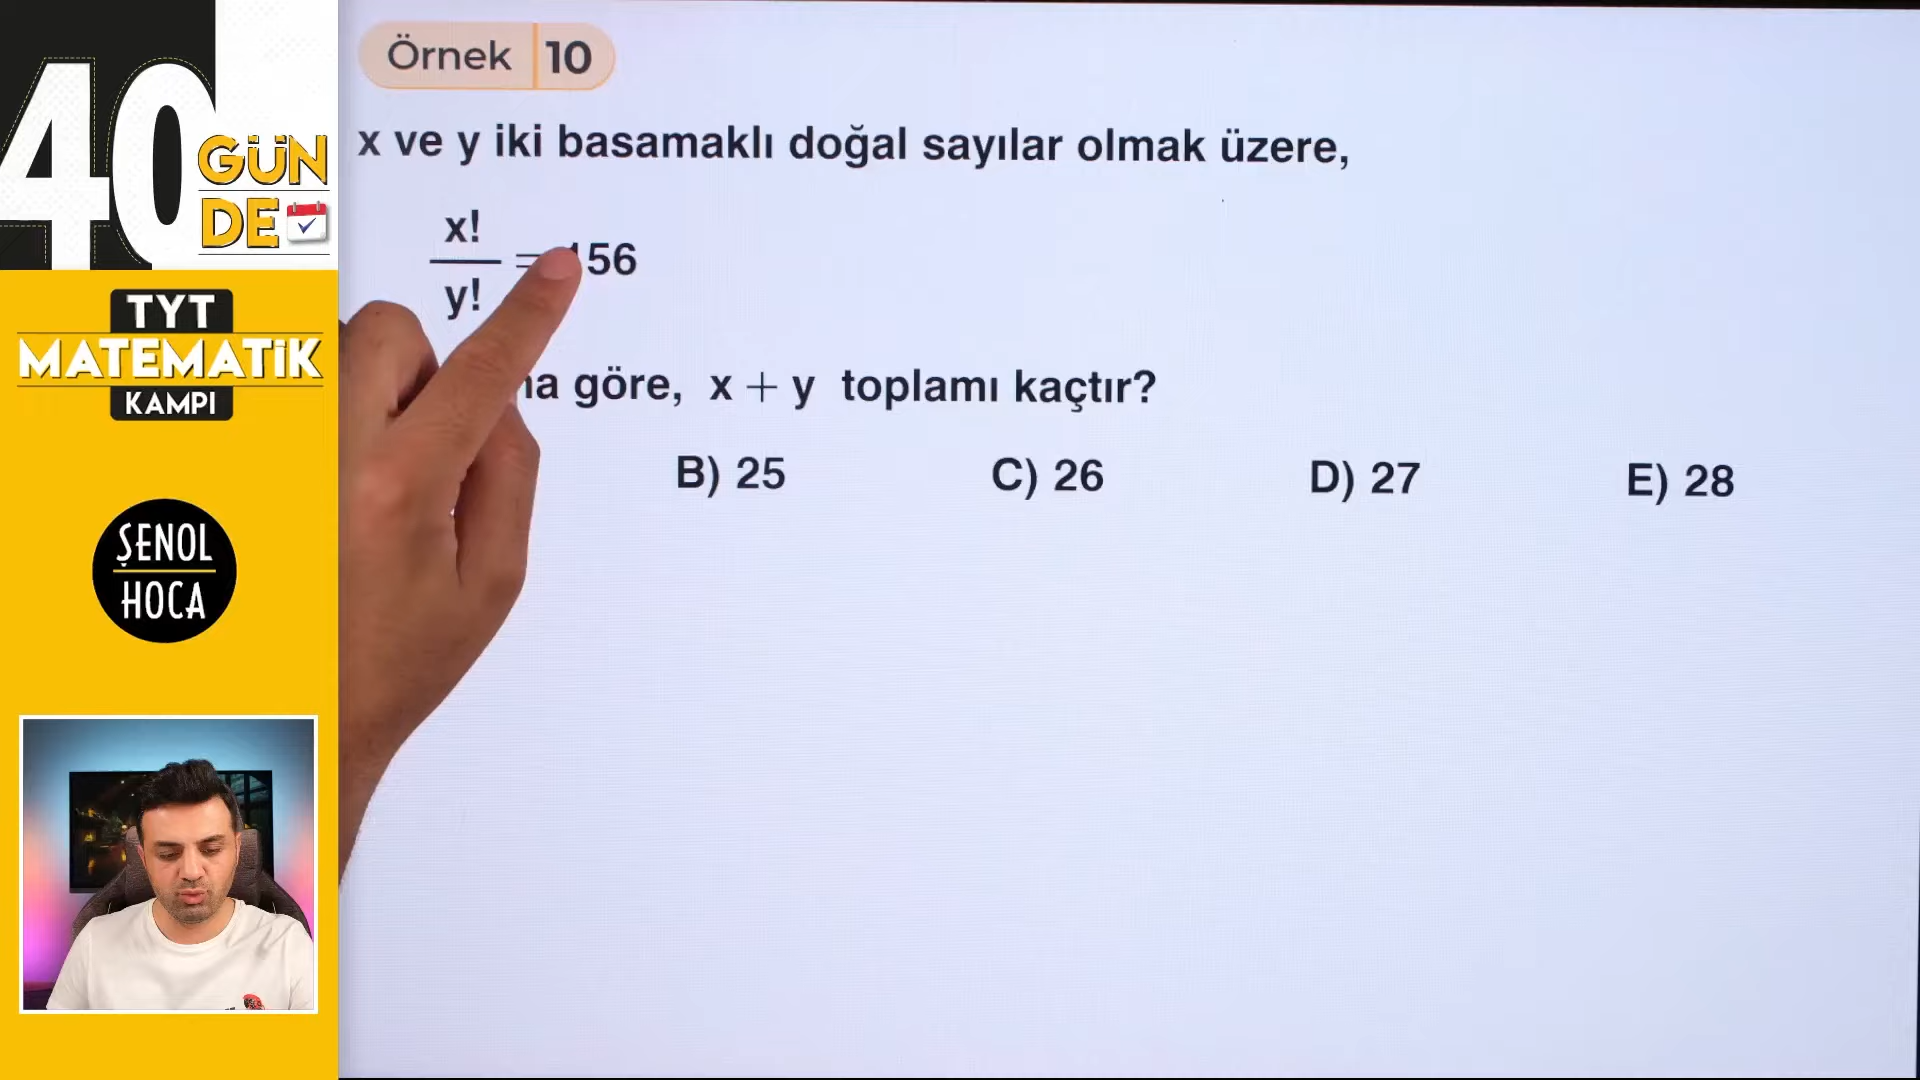 40
GÜN
DE
TYT
MATEMATİK
KAMPI
ŞENOL
HOCA
Örnek 10
x ve y iki basamaklı doğal sayılar olmak üzere,
x!
y!
= 156
göre, x + y toplamı kaçtır?
B) 25 C) 26 D) 27 E) 28